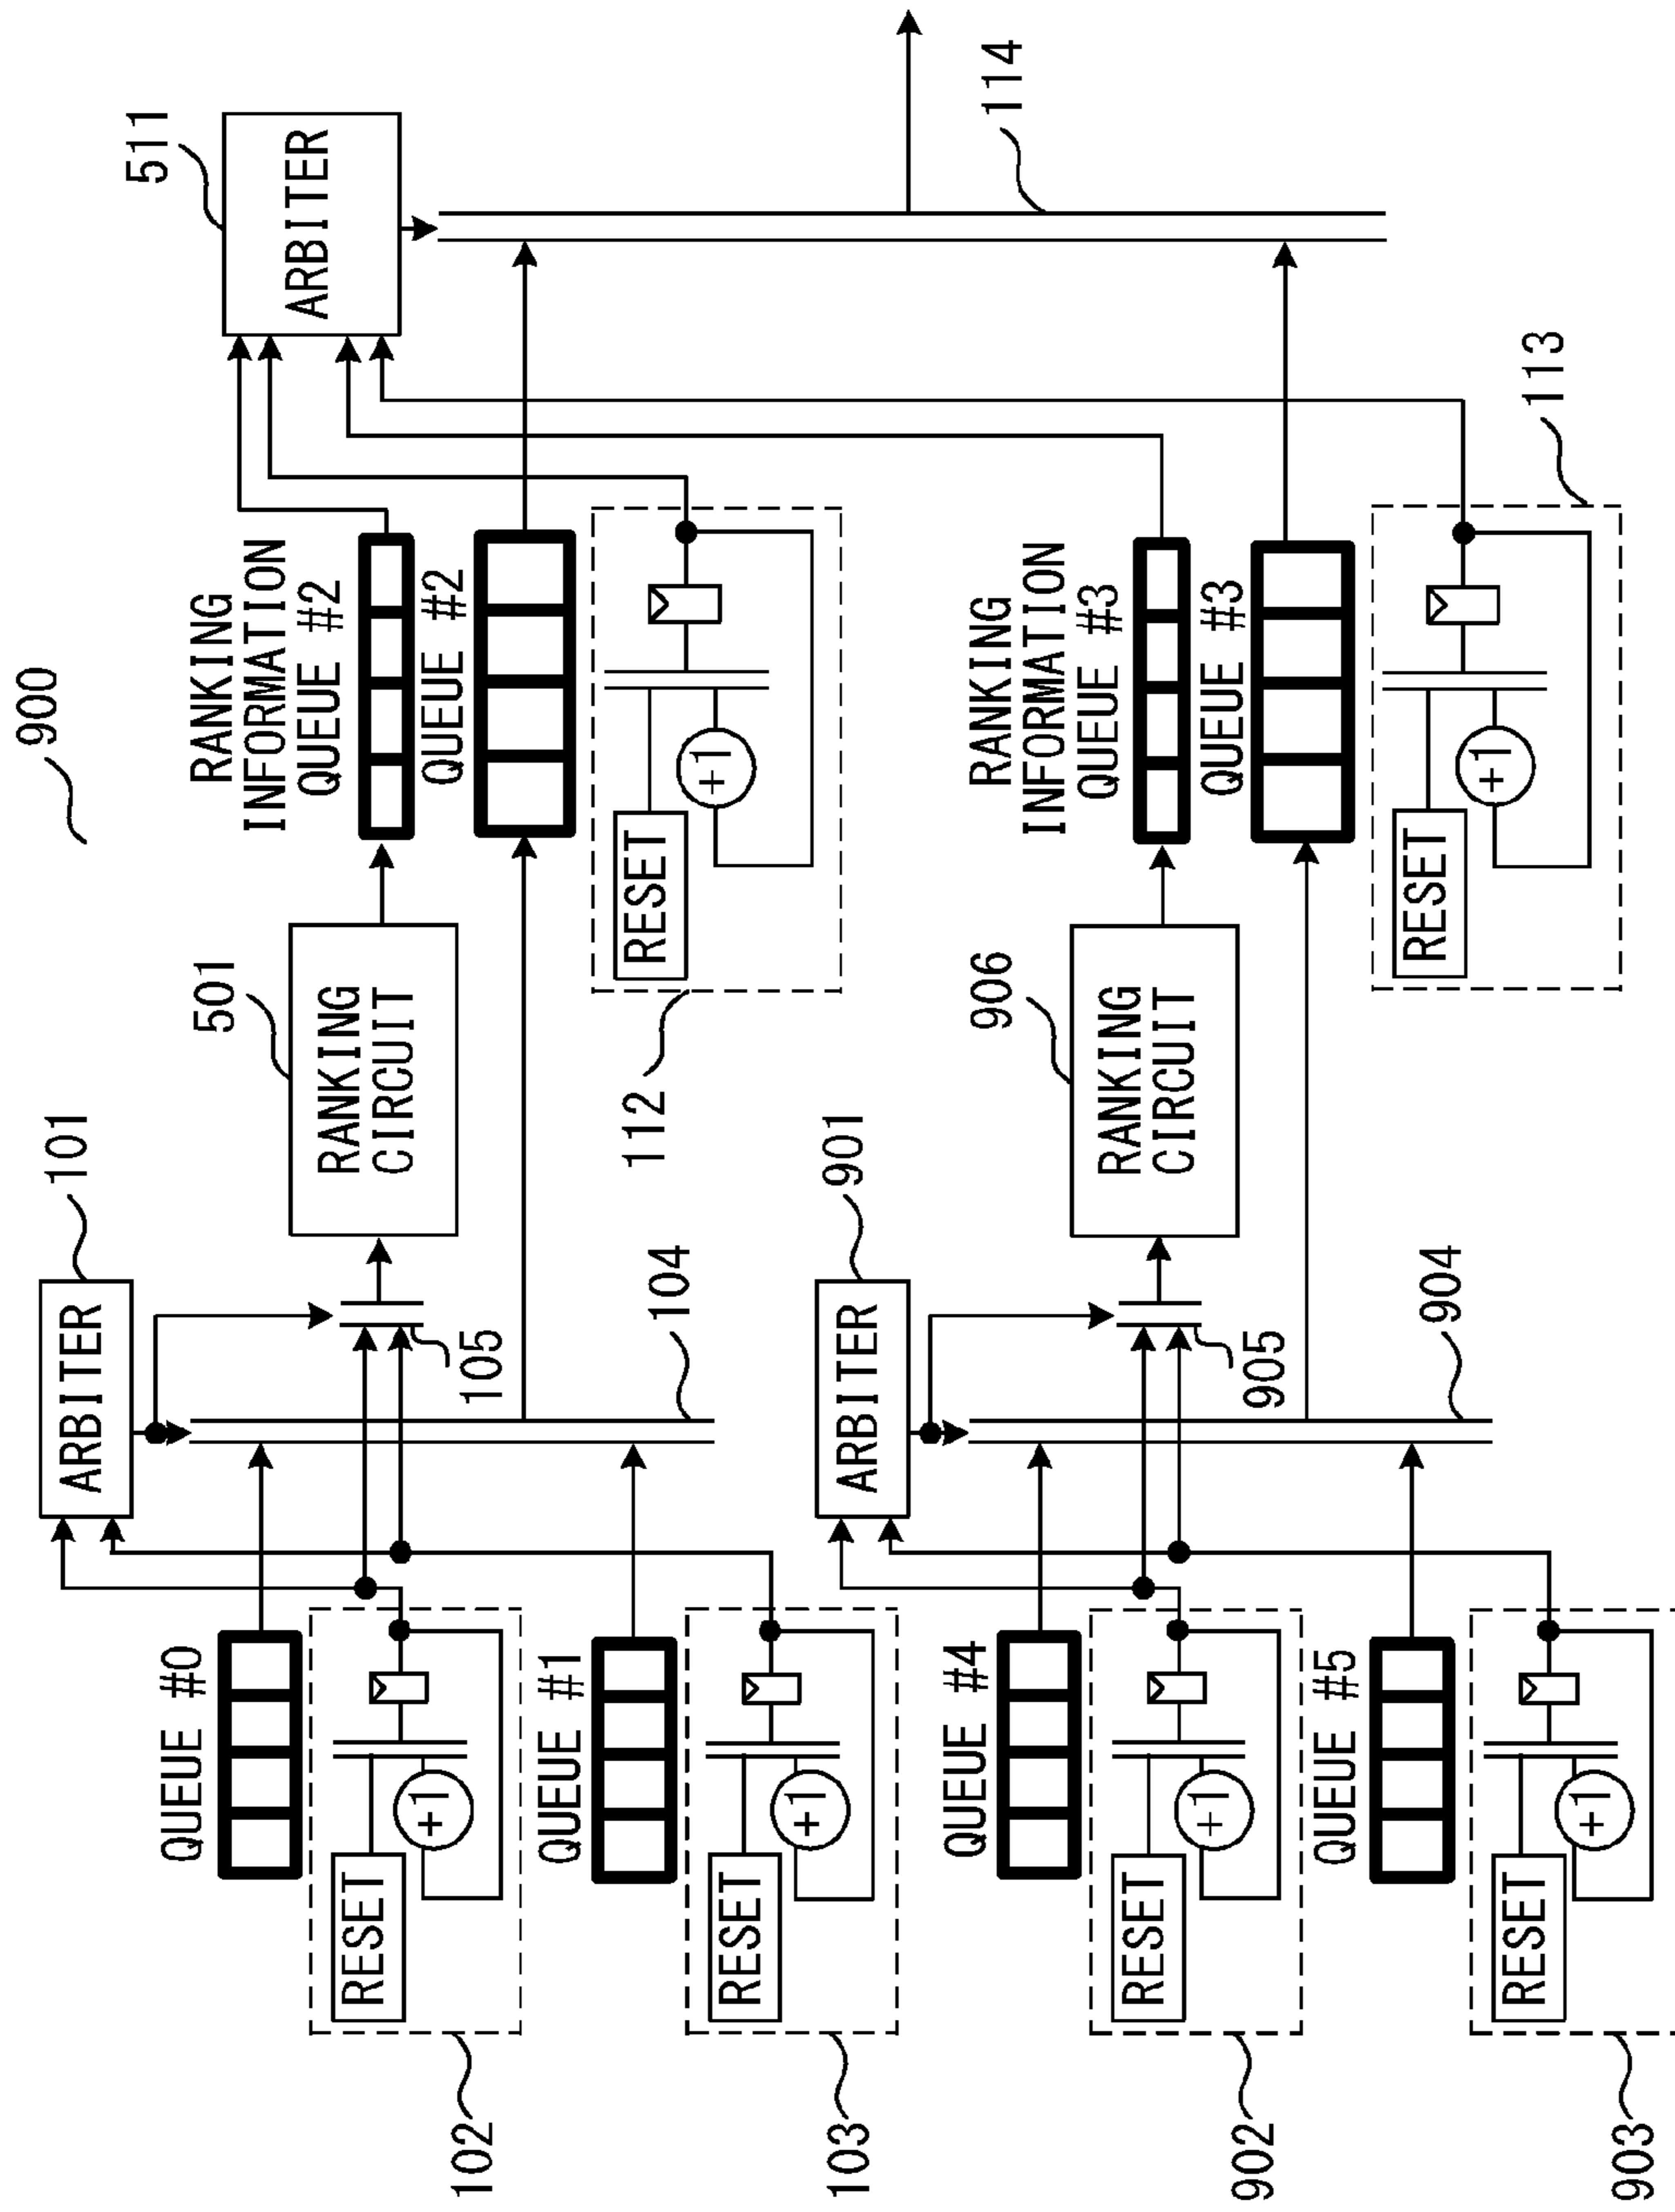 900
101
ARBITER
QUEUE #0
RESET
+1
102
QUEUE #1
RESET
+1
103
105
104
501
RANKING
CIRCUIT
RANKING
INFORMATION
QUEUE #2
QUEUE #2
RESET
+1
112
511
ARBITER
114
901
ARBITER
QUEUE #4
RESET
+1
902
QUEUE #5
RESET
+1
903
905
904
906
RANKING
CIRCUIT
RANKING
INFORMATION
QUEUE #3
QUEUE #3
RESET
+1
113